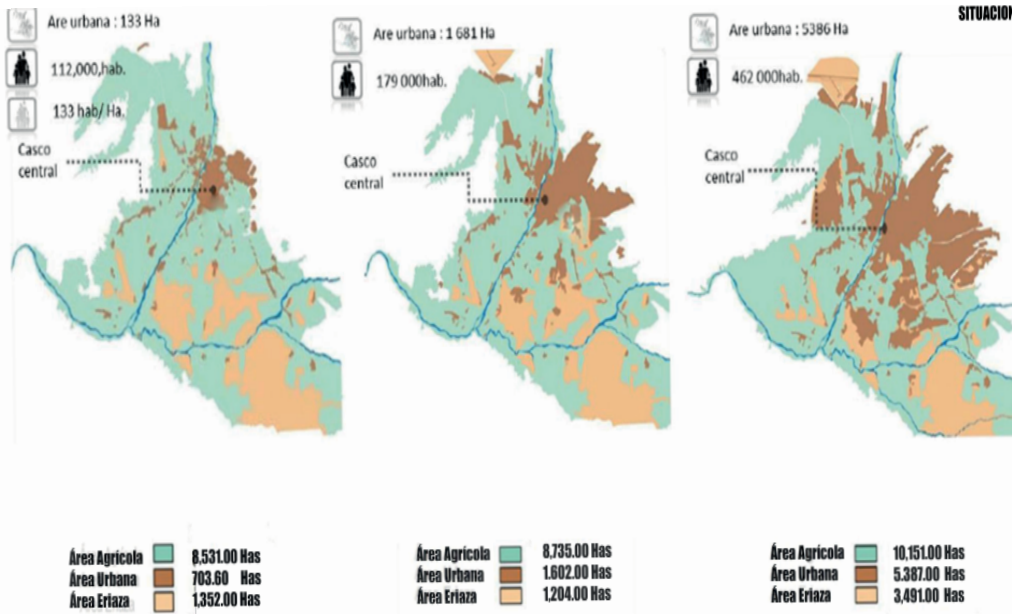 SITUACION
Are urbana : 133 Ha
112,000,hab.
133 hab/ Ha.
Casco
central
Are urbana : 1 681 Ha
179 000hab.
Casco
central
Are urbana : 5386 Ha
462 000hab.
Casco
central
Área Agrícola 8,531.00 Has
Área Urbana 703.60 Has
Área Eriaza 1,352.00 Has
Área Agrícola 8,735.00 Has
Área Urbana 1.602.00 Has
Área Eriaza 1,204.00 Has
Área Agrícola 10,151.00 Has
Área Urbana 5.387.00 Has
Área Eriaza 3,491.00 Has